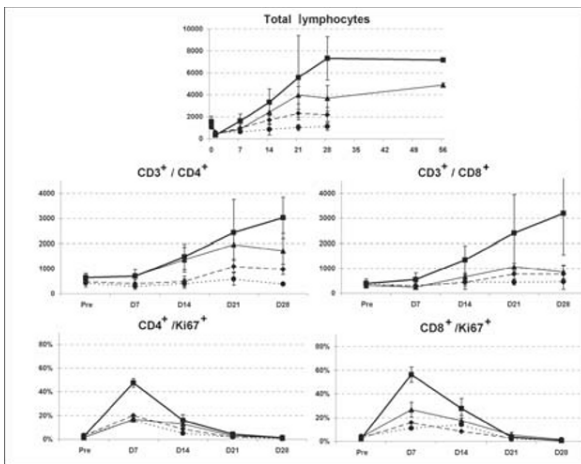 Total lymphocytes
10000
8000
6000
4000
2000
0
0 7 14 21 28 35 42 49 56
CD3+ / CD4+
4000
3000
2000
1000
0
Pre D7 D14 D21 D28
CD3+ / CD8+
4000
3000
2000
1000
0
Pre D7 D14 D21 D28
CD4+ /Ki67+
80%
60%
40%
20%
0%
Pre D7 D14 D21 D28
CD8+ /Ki67+
80%
60%
40%
20%
0%
Pre D7 D14 D21 D28